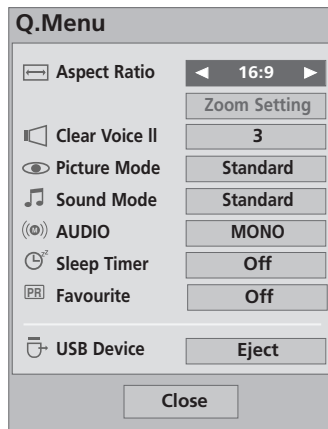 Q.Menu
Aspect Ratio ◄ 16:9 ►
Zoom Setting
Clear Voice ll 3
Picture Mode Standard
Sound Mode Standard
AUDIO MONO
Sleep Timer Off
PR Favourite Off
USB Device Eject
Close